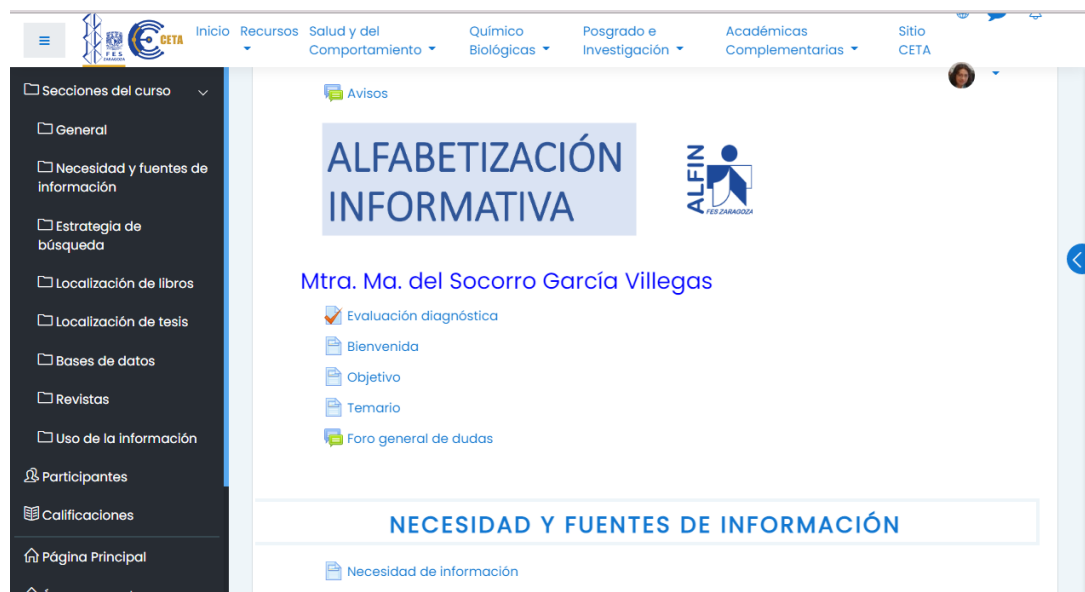 FES
ZARAGOZA
CETA
Inicio
Recursos
Salud y del
Comportamiento
Químico
Biológicas
Posgrado e
Investigación
Académicas
Complementarias
Sitio
CETA
Secciones del curso
General
Necesidad y fuentes de
información
Estrategia de
búsqueda
Localización de libros
Localización de tesis
Bases de datos
Revistas
Uso de la información
Participantes
Calificaciones
Página Principal
Avisos
ALFABETIZACIÓN
INFORMATIVA
ALFIN
FES ZARAGOZA
Mtra. Ma. del Socorro García Villegas
Evaluación diagnóstica
Bienvenida
Objetivo
Temario
Foro general de dudas
NECESIDAD Y FUENTES DE INFORMACIÓN
Necesidad de información